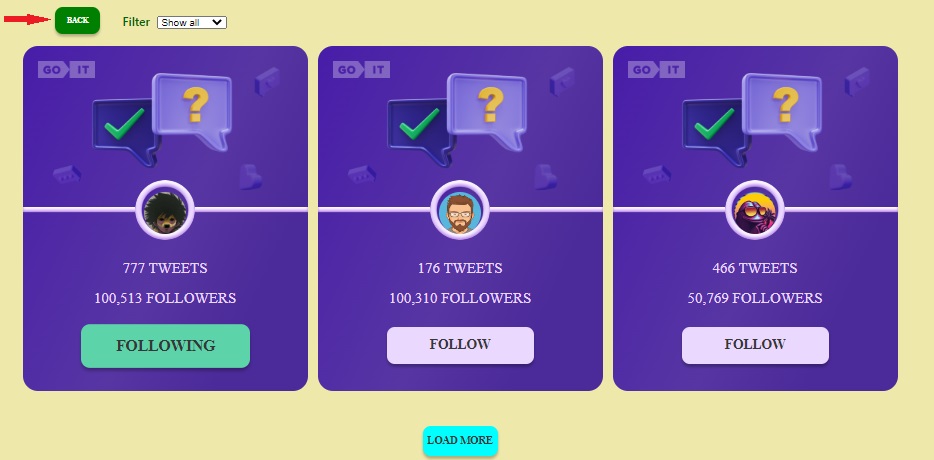 BACK
Filter Show all
GO IT
GO IT
GO IT
777 TWEETS
176 TWEETS
466 TWEETS
100,513 FOLLOWERS
100,310 FOLLOWERS
50,769 FOLLOWERS
FOLLOWING
FOLLOW
FOLLOW
LOAD MORE